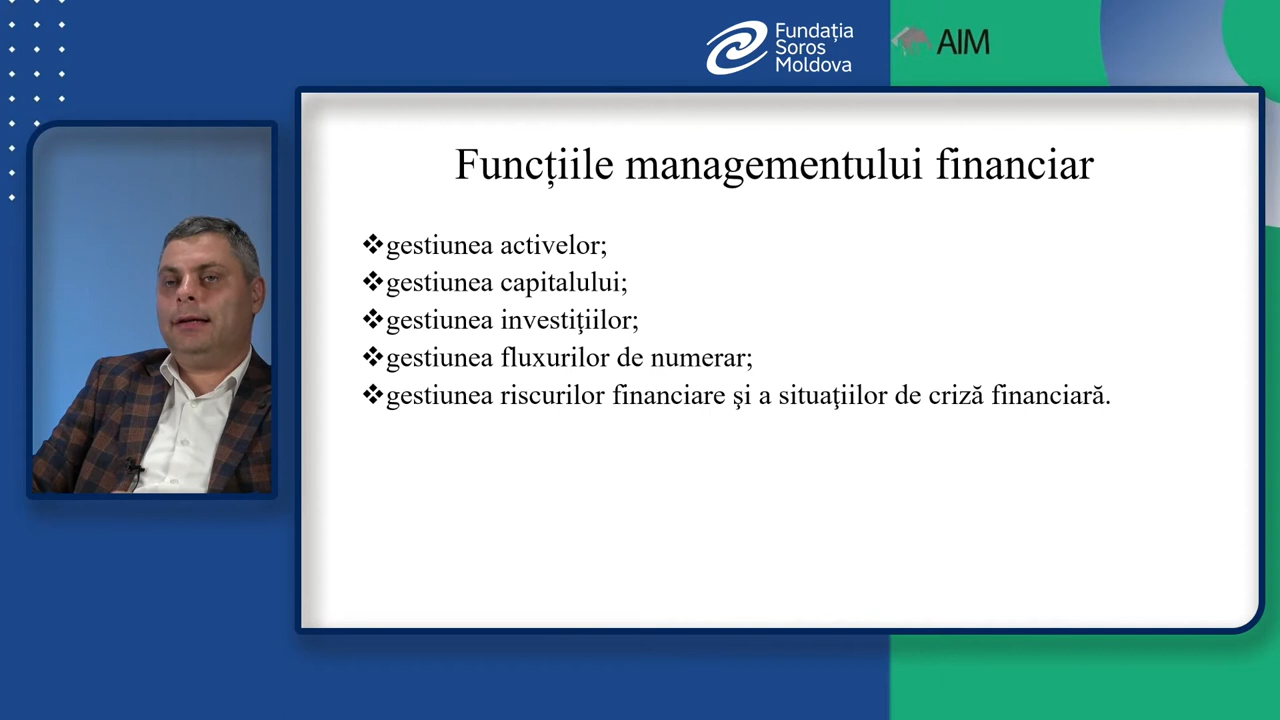 Fundația
Soros
Moldova
AIM
Funcțiile managementului financiar
❖gestiunea activelor;
❖gestiunea capitalului;
❖gestiunea investiţiilor;
❖gestiunea fluxurilor de numerar;
❖gestiunea riscurilor financiare şi a situaţiilor de criză financiară.